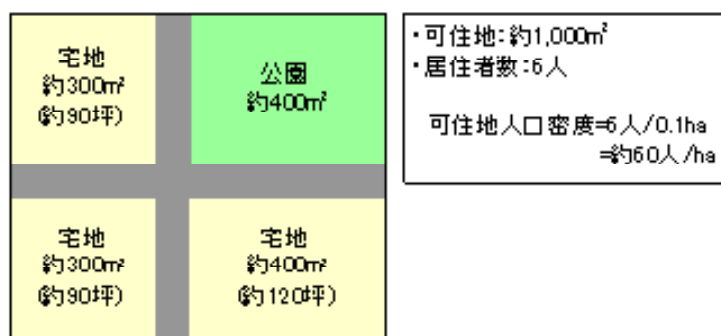 宅地
約300㎡
(約90坪)
公園
約400㎡
宅地
約300㎡
(約90坪)
宅地
約400㎡
(約120坪)
・可住地:約1,000㎡
・居住者数:6人
可住地人口密度=6人/0.1ha
=約60人/ha